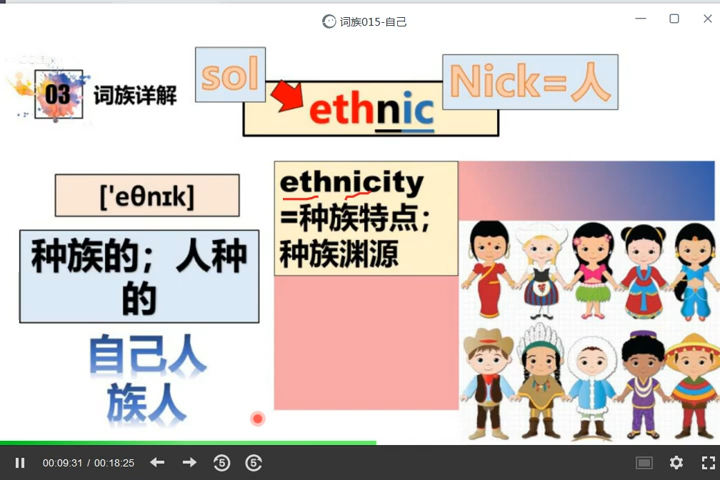 词族015-自己
03
词族详解
sol
ethnic
Nick=人
['eθnɪk]
种族的；人种
的
自己人
族人
ethnicity
=种族特点；
种族渊源
00:09:31 / 00:18:25
5
5